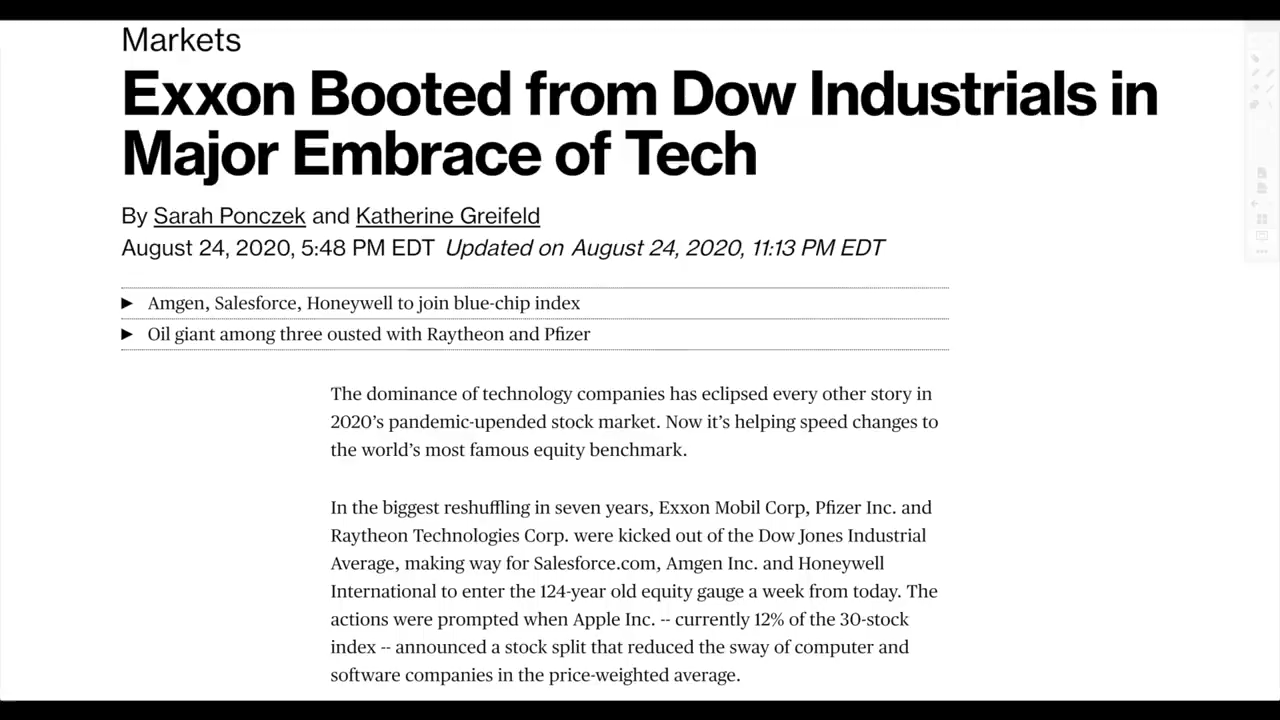 Markets
Exxon Booted from Dow Industrials in
Major Embrace of Tech
By Sarah Ponczek and Katherine Greifeld
August 24, 2020, 5:48 PM EDT Updated on August 24, 2020, 11:13 PM EDT
▶ Amgen, Salesforce, Honeywell to join blue-chip index
▶ Oil giant among three ousted with Raytheon and Pfizer
The dominance of technology companies has eclipsed every other story in
2020’s pandemic-upended stock market. Now it’s helping speed changes to
the world’s most famous equity benchmark.
In the biggest reshuffling in seven years, Exxon Mobil Corp, Pfizer Inc. and
Raytheon Technologies Corp. were kicked out of the Dow Jones Industrial
Average, making way for Salesforce.com, Amgen Inc. and Honeywell
International to enter the 124-year old equity gauge a week from today. The
actions were prompted when Apple Inc. -- currently 12% of the 30-stock
index -- announced a stock split that reduced the sway of computer and
software companies in the price-weighted average.